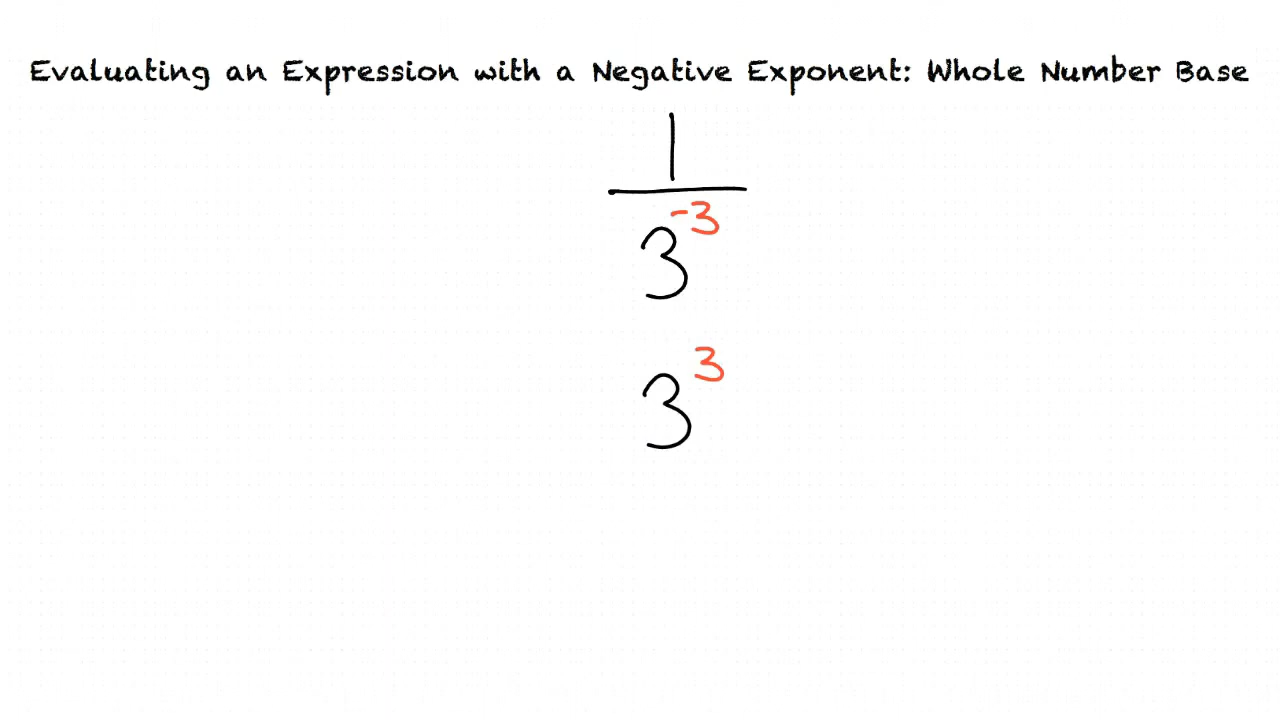 Evaluating an Expression with a Negative Exponent: Whole Number Base
1
3⁻³
3³